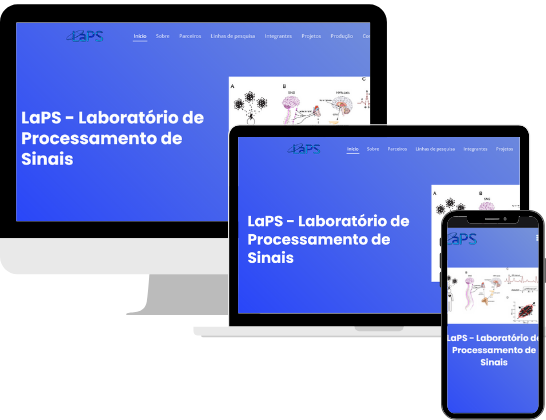 LaPS
Início Sobre Parceiros Linhas de pesquisa Integrantes Projetos Produção
LaPS - Laboratório de
Processamento de
Sinais
A
B
C
LaPS
Início Sobre Parceiros Linhas de pesquisa Integrantes Projetos
LaPS - Laboratório de
Processamento de
Sinais
A
B
LaPS
LaPS - Laboratório de
Processamento de
Sinais